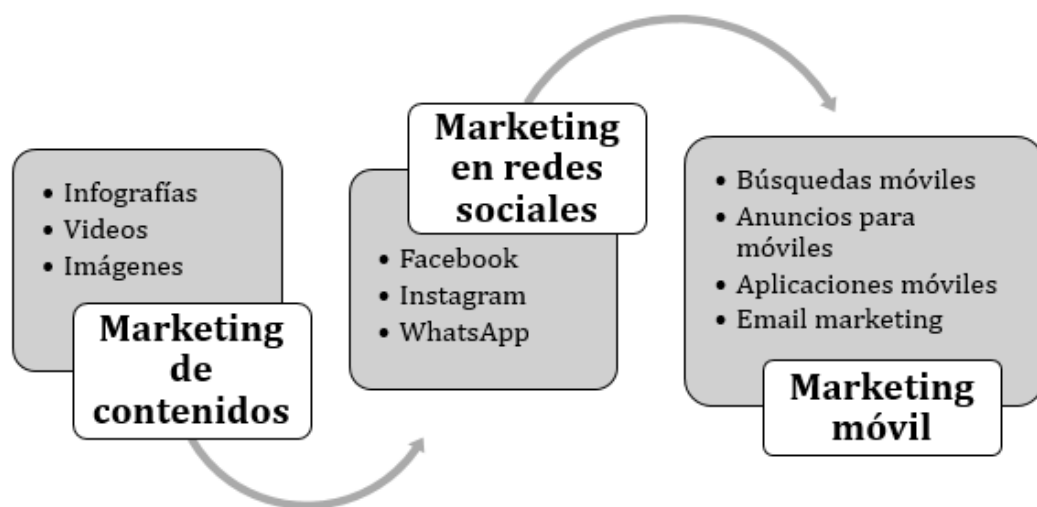 • Infografías
• Videos
• Imágenes
Marketing
de
contenidos
Marketing
en redes
sociales
• Facebook
• Instagram
• WhatsApp
• Búsquedas móviles
• Anuncios para
móviles
• Aplicaciones móviles
• Email marketing
Marketing
móvil